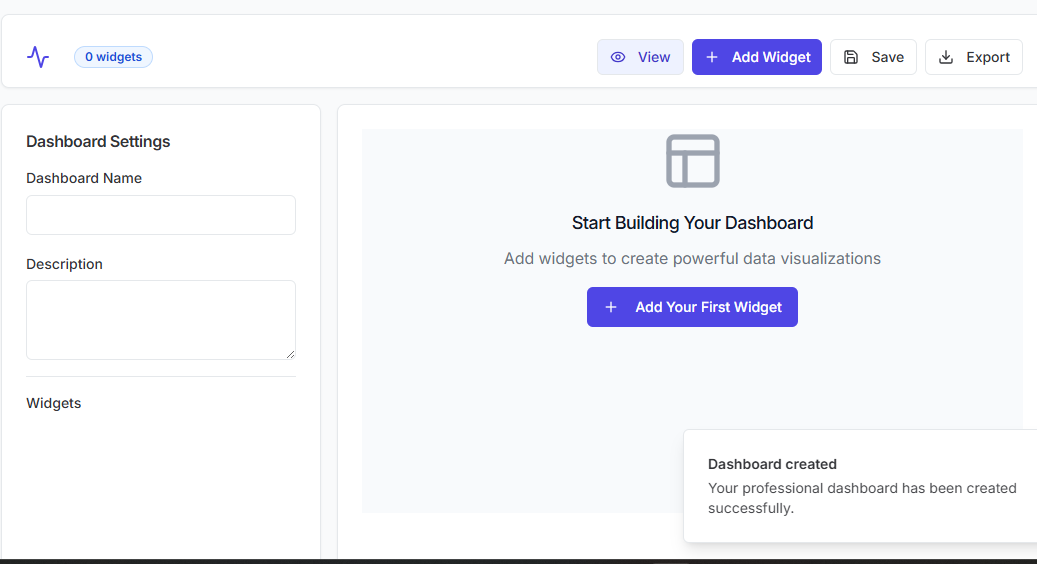 0 widgets
View
Add Widget
Save
Export
Dashboard Settings
Dashboard Name
Description
Widgets
Start Building Your Dashboard
Add widgets to create powerful data visualizations
Add Your First Widget
Dashboard created
Your professional dashboard has been created
successfully.